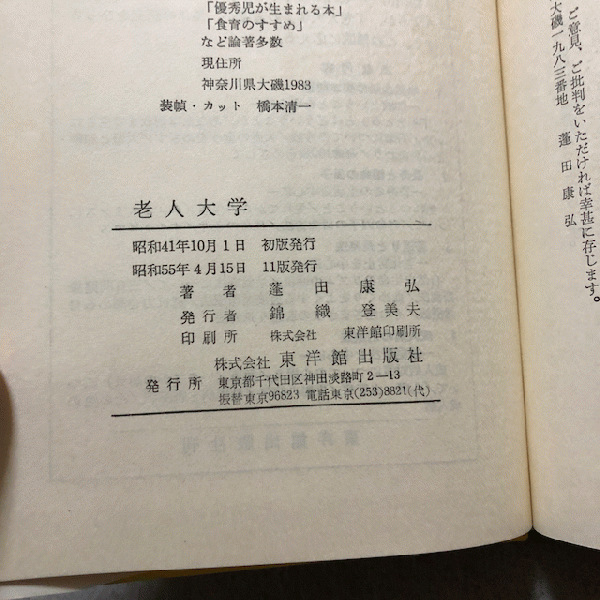 ご意見、ご批判をいただければ幸甚に存じます。
大磯一九八三番地　蓮田康弘
「優秀児が生まれる本」
「食育のすすめ」
など論著多数
現住所
神奈川県大磯1983
装幀・カット　橋本清一
老人大学
昭和41年10月1日　初版発行
昭和55年4月15日　11版発行
著者　蓮田康弘
発行者　錦織登美夫
印刷所　株式会社　東洋館印刷所
株式会社 東洋館出版社
発行所　東京都千代田区神田淡路町2―13
振替東京96823 電話東京(253)8821(代)